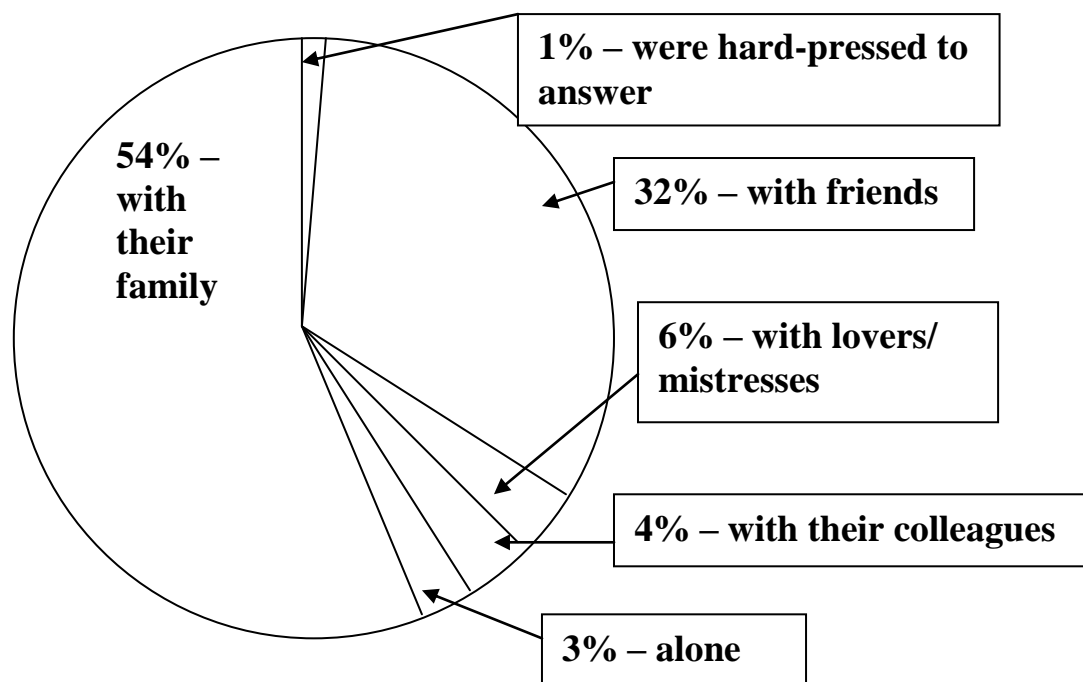 1% – were hard-pressed to
answer
54% –
with
their
family
32% – with friends
6% – with lovers/
mistresses
4% – with their colleagues
3% – alone